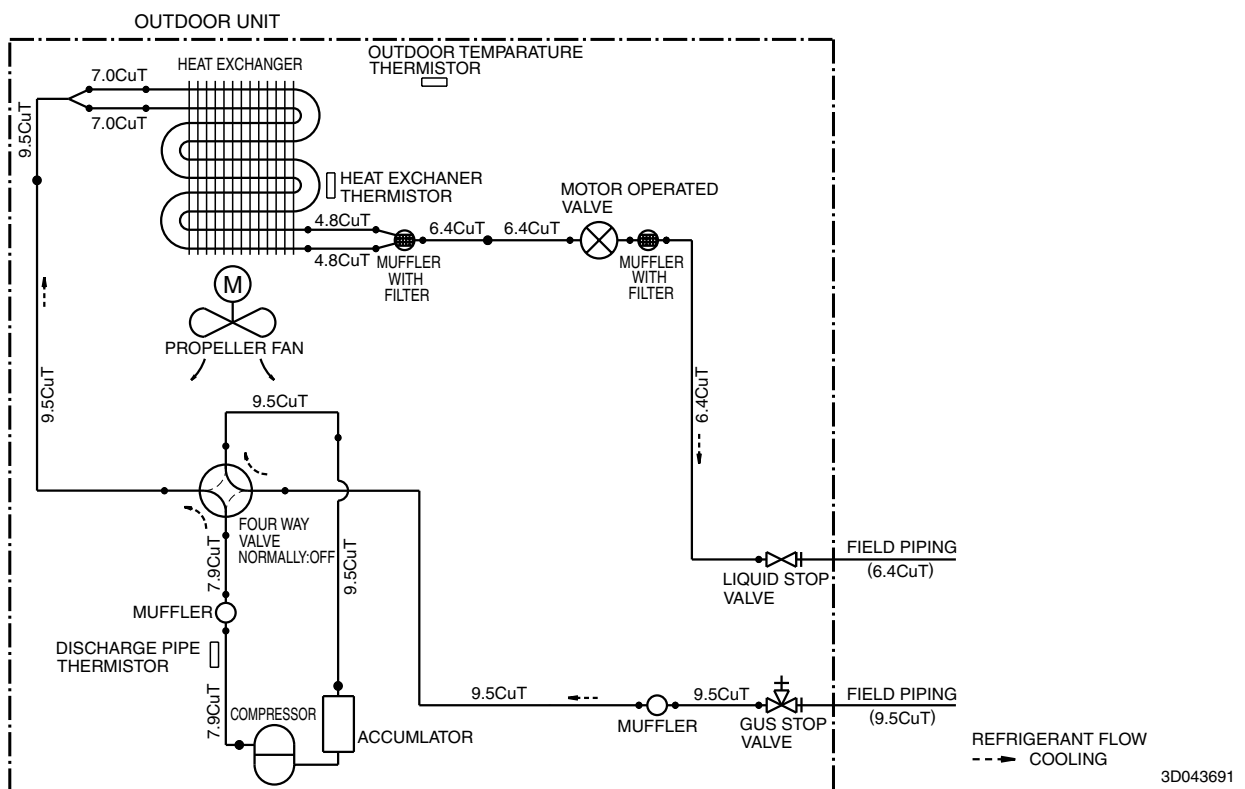 OUTDOOR UNIT
HEAT EXCHANGER
OUTDOOR TEMPARATURE
THERMISTOR
7.0CuT
7.0CuT
9.5CuT
HEAT EXCHANER
THERMISTOR
MOTOR OPERATED
VALVE
4.8CuT
4.8CuT
6.4CuT
6.4CuT
MUFFLER
WITH
FILTER
MUFFLER
WITH
FILTER
M
PROPELLER FAN
9.5CuT
9.5CuT
6.4CuT
FOUR WAY
VALVE
NORMALLY:OFF
7.9CuT
9.5CuT
FIELD PIPING
(6.4CuT)
LIQUID STOP
VALVE
MUFFLER
DISCHARGE PIPE
THERMISTOR
7.9CuT
COMPRESSOR
ACCUMLATOR
9.5CuT
9.5CuT
MUFFLER
GUS STOP
VALVE
FIELD PIPING
(9.5CuT)
REFRIGERANT FLOW
COOLING
3D043691